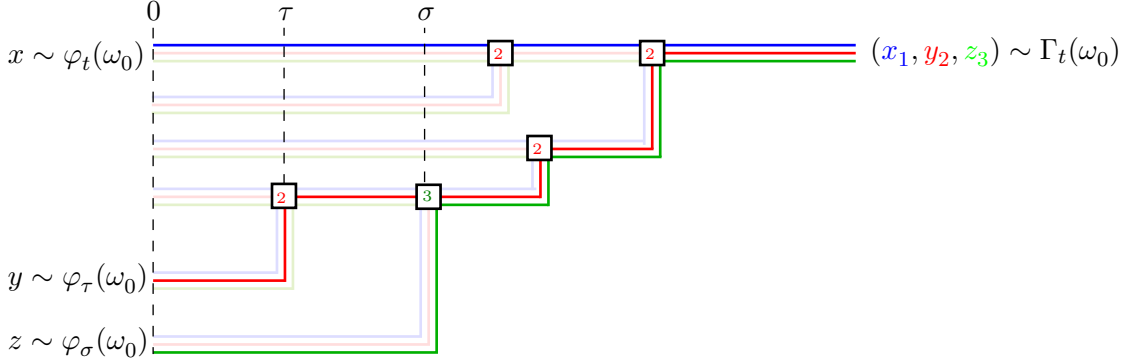 0 τ σ
x ∼ φ_t(ω_0) 2 2 (x_1, y_2, z_3) ∼ Γ_t(ω_0)
2
2 3
y ∼ φ_τ(ω_0)
z ∼ φ_σ(ω_0)